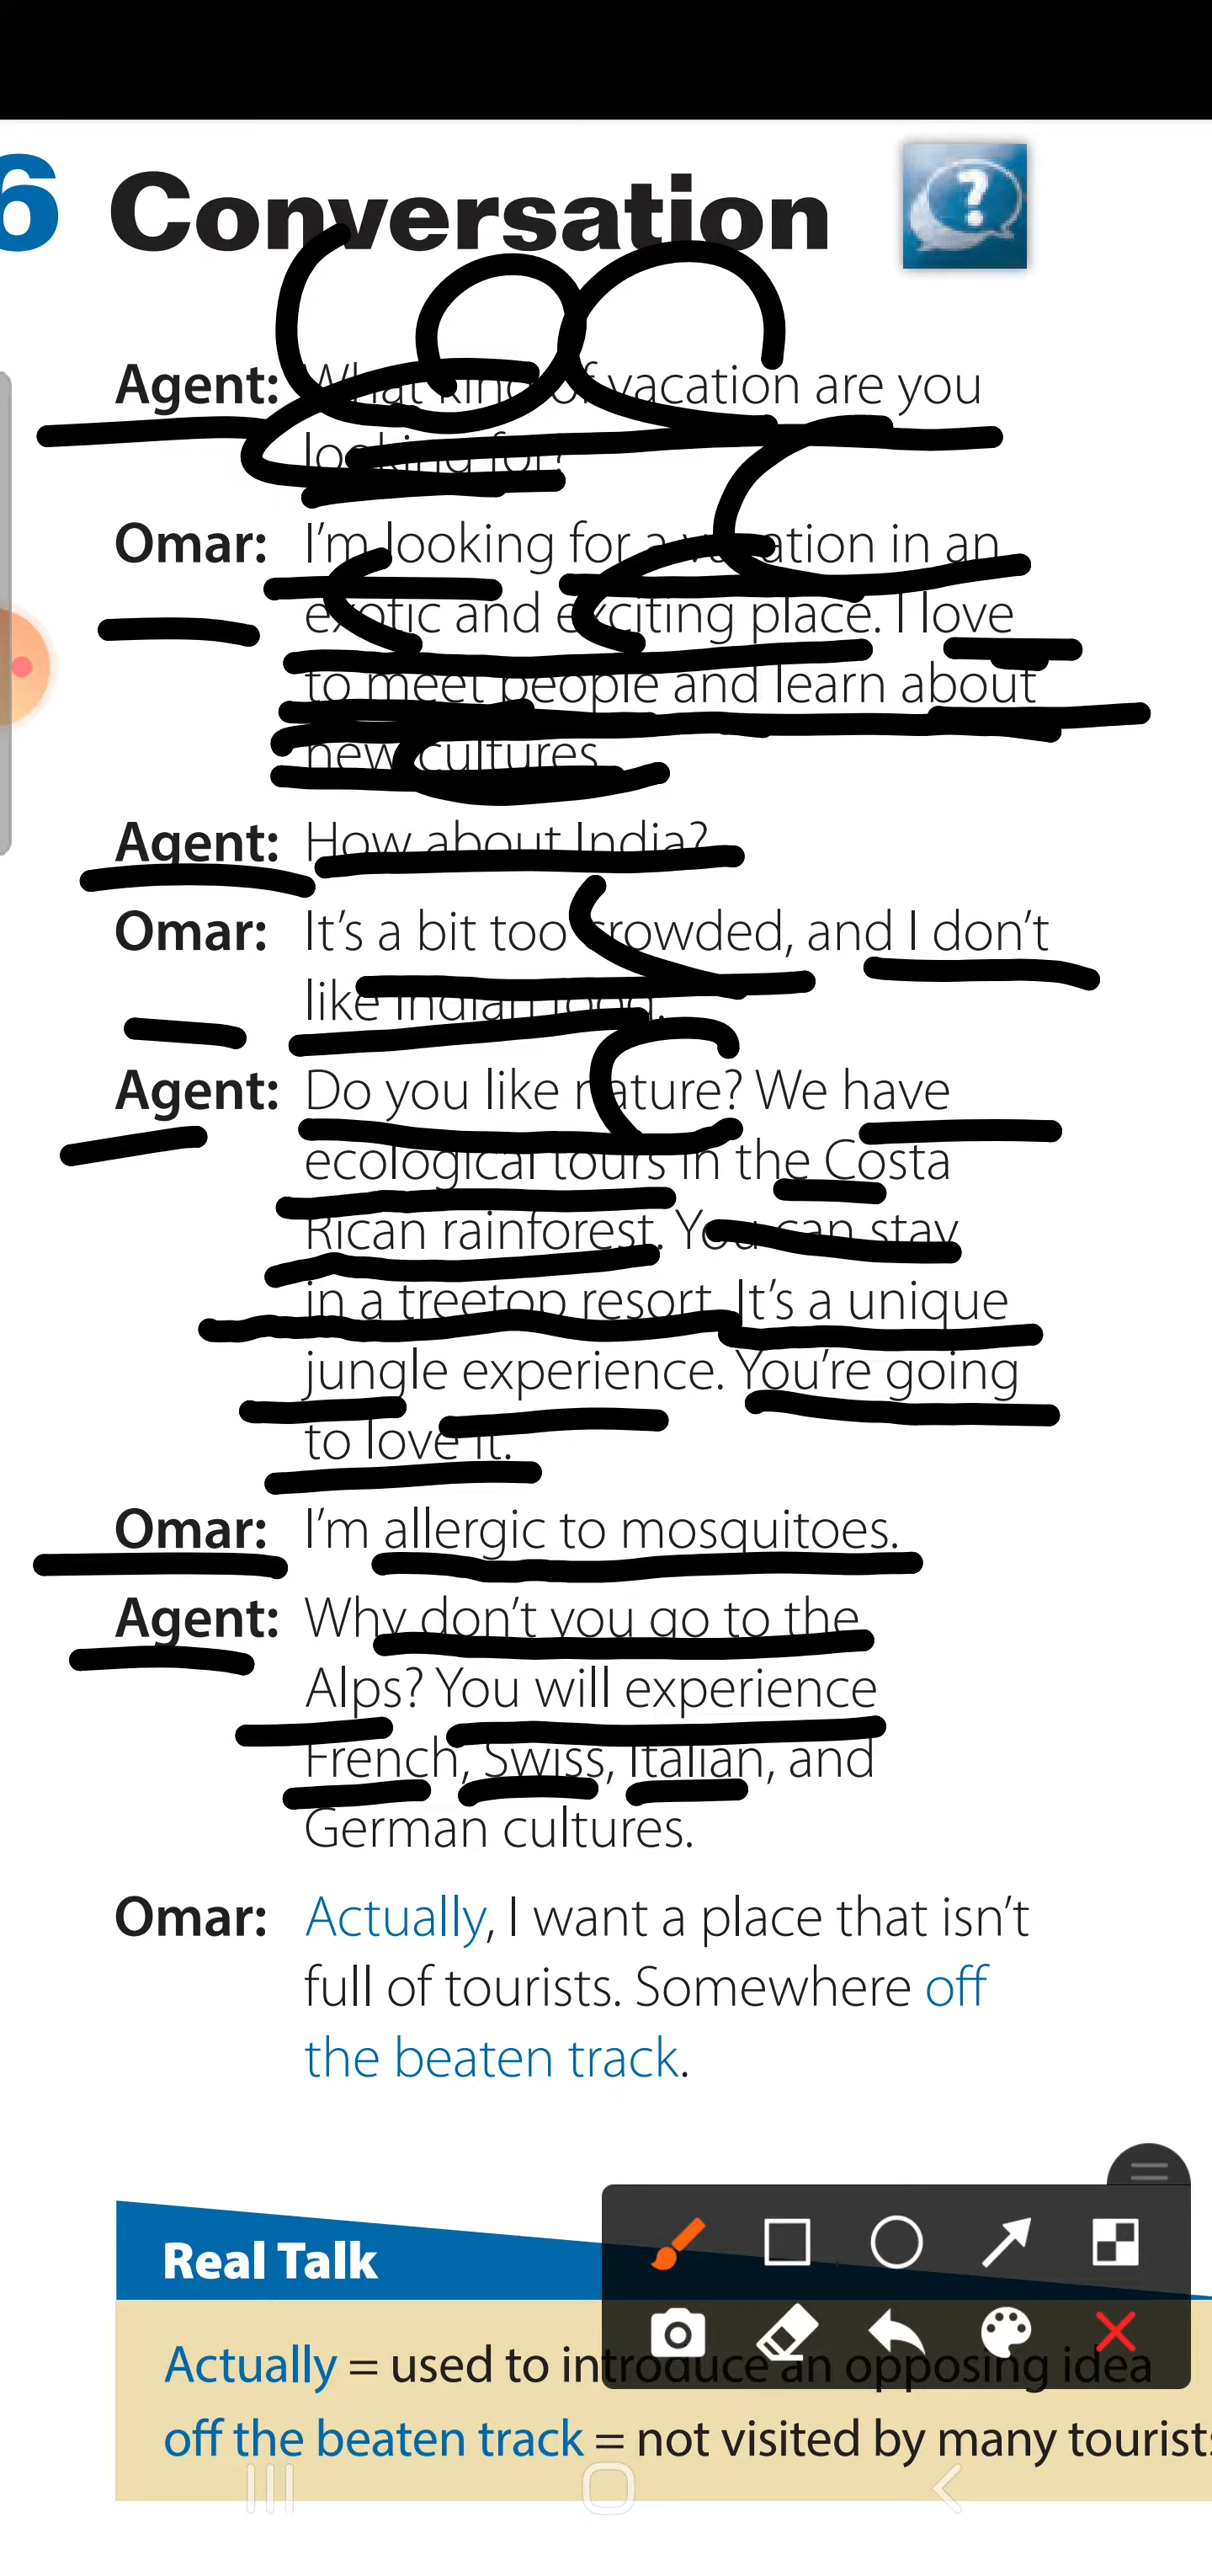 6 Conversation
Agent: What kind of vacation are you
looking for?
Omar: I'm looking for a vacation in an
exotic and exciting place. I love
to meet people and learn about
new cultures.
Agent: How about India?
Omar: It's a bit too crowded, and I don't
like Indian food.
Agent: Do you like nature? We have
ecological tours in the Costa
Rican rainforest. You can stay
in a treetop resort. It's a unique
jungle experience. You're going
to love it.
Omar: I'm allergic to mosquitoes.
Agent: Why don't you go to the
Alps? You will experience
French, Swiss, Italian, and
German cultures.
Omar: Actually, I want a place that isn't
full of tourists. Somewhere off
the beaten track.
Real Talk
Actually = used to introduce an opposing idea
off the beaten track = not visited by many tourists